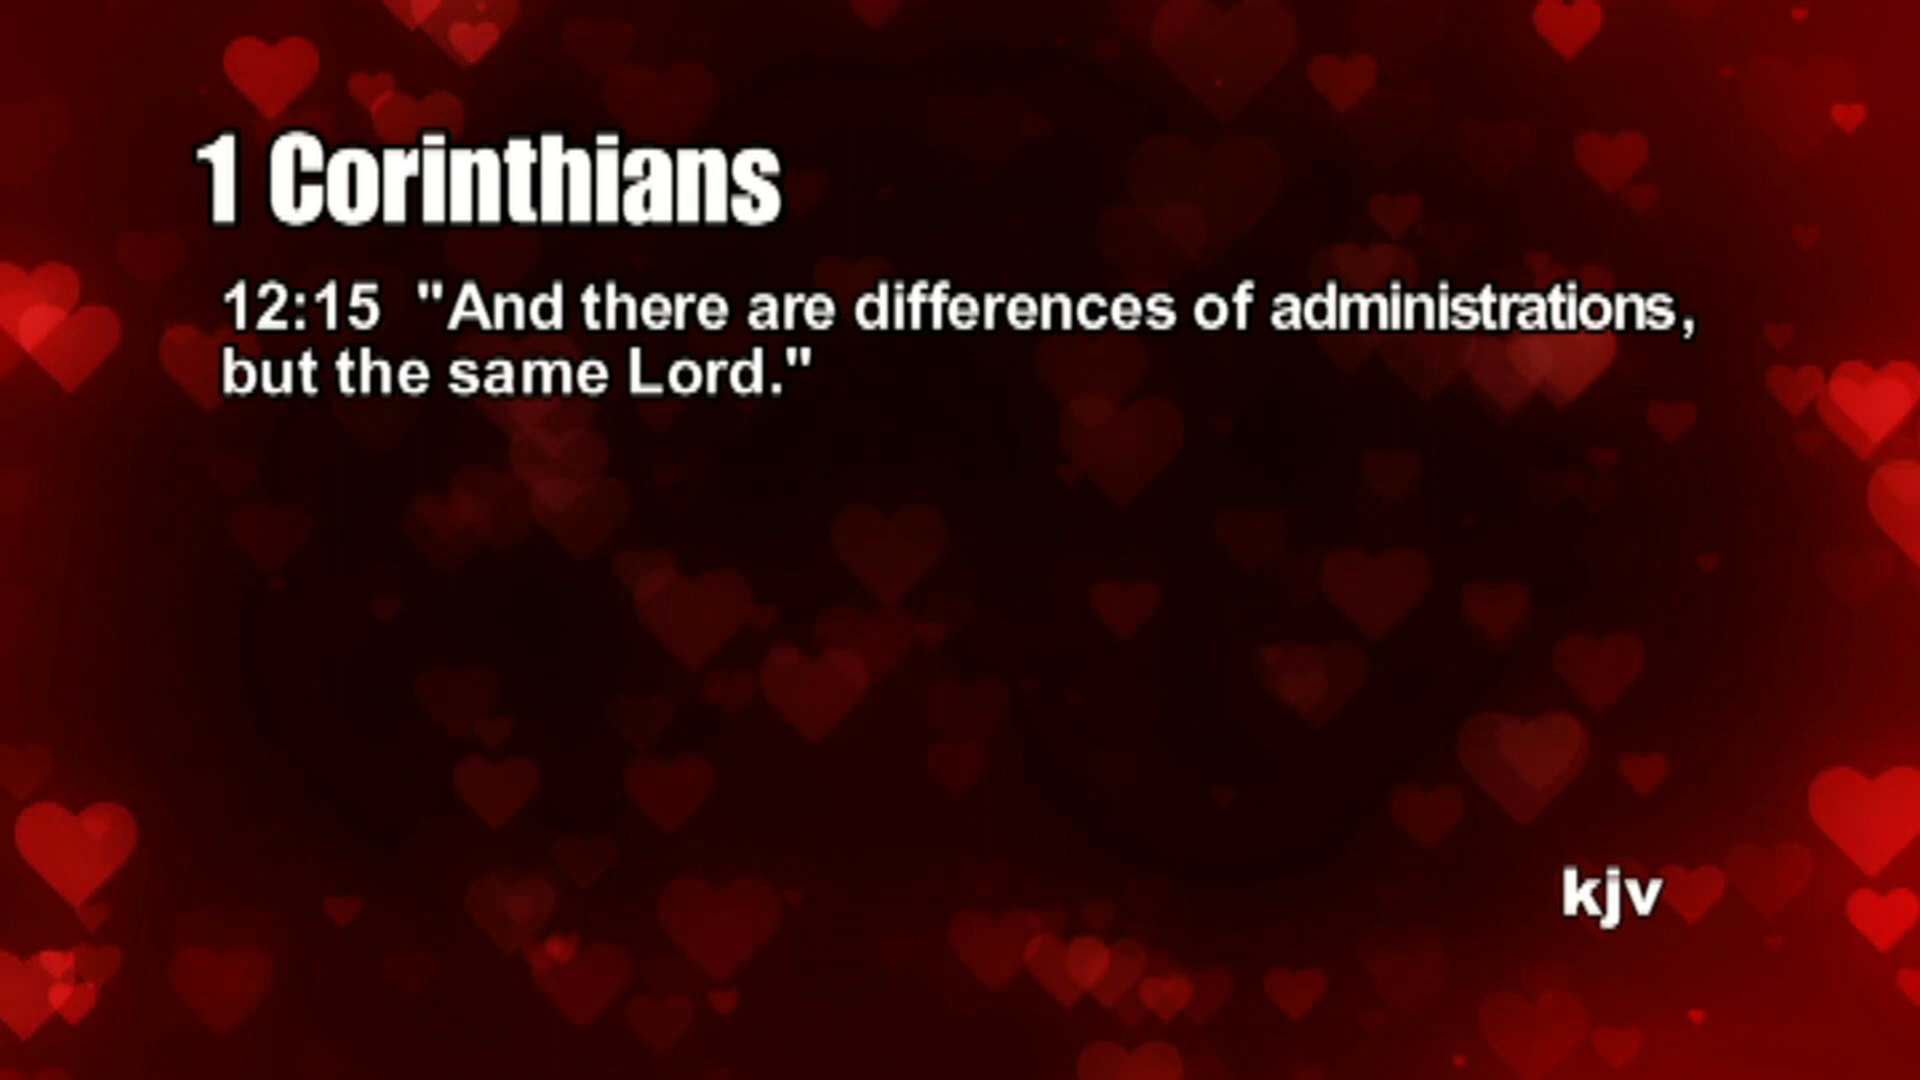 1 Corinthians
12:15 "And there are differences of administrations,
but the same Lord."
kjv